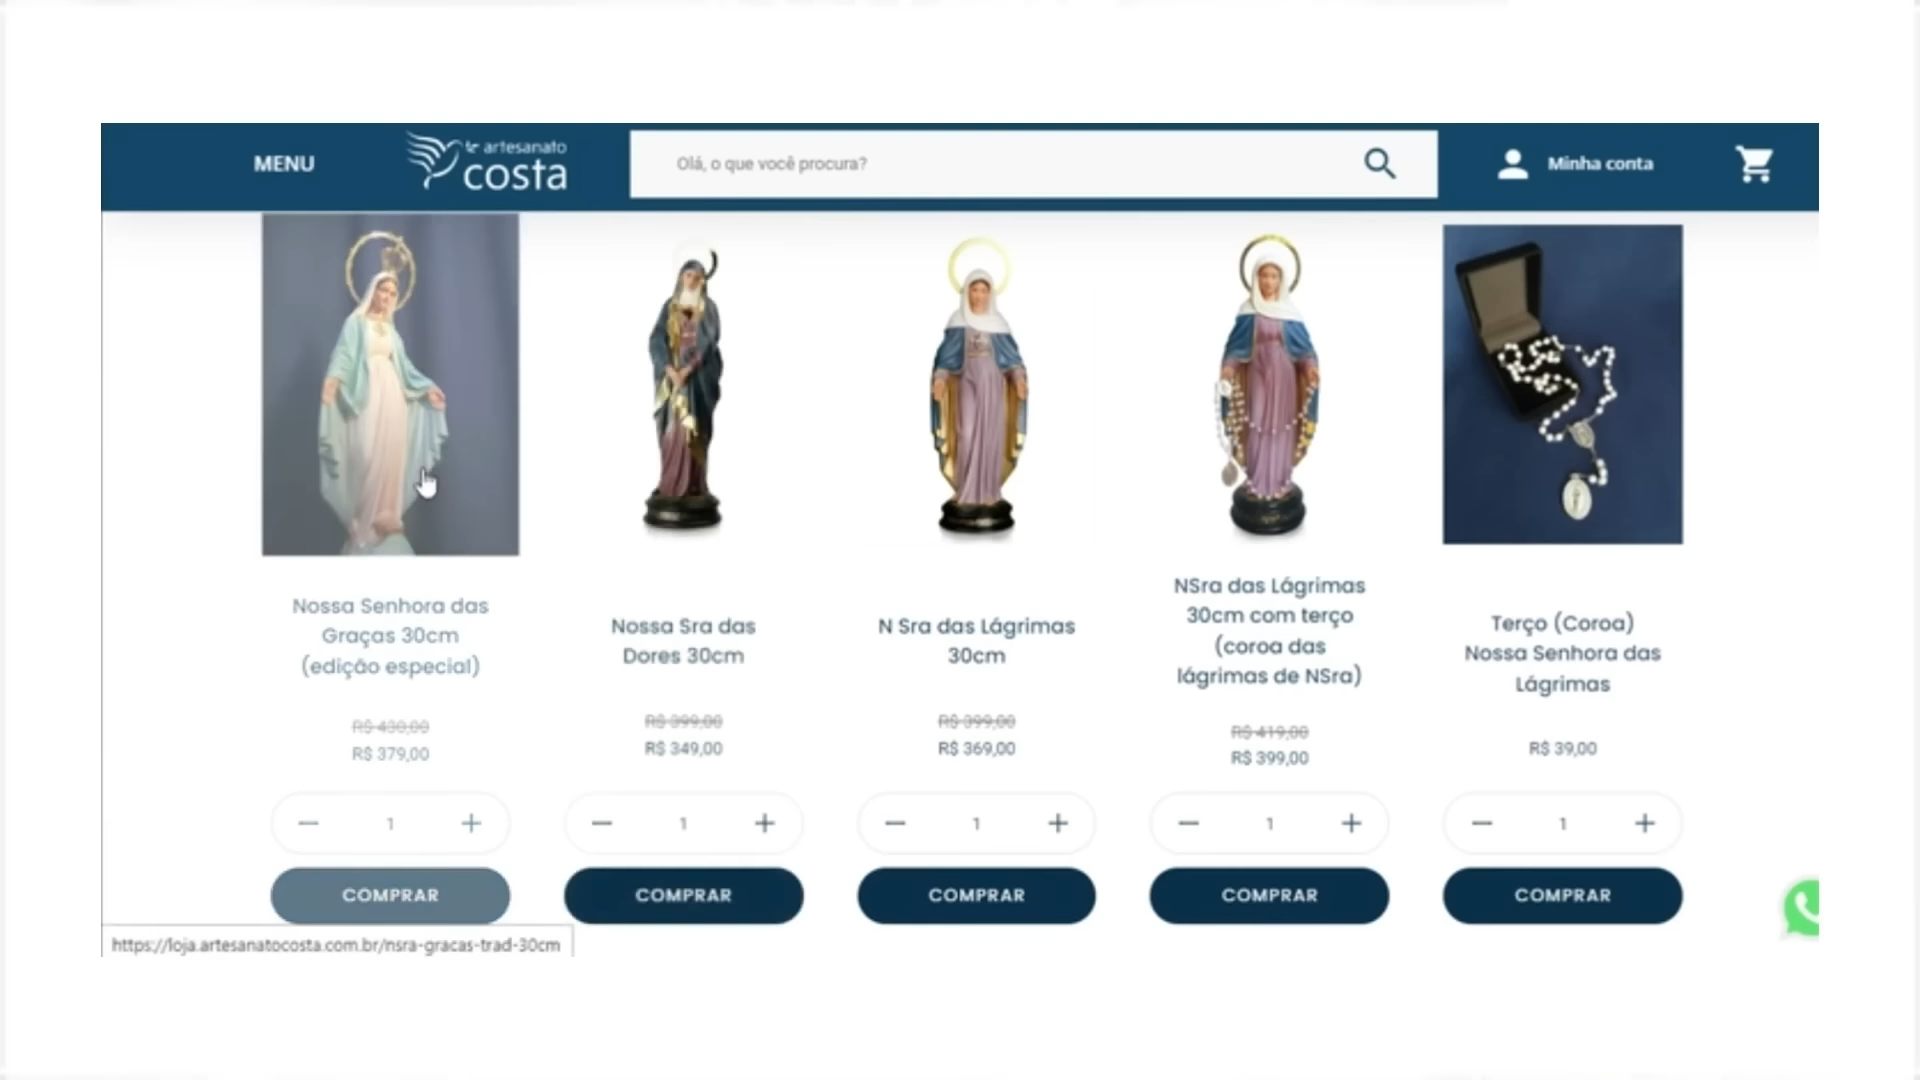 MENU
artesanato
costa
Olá, o que você procura?
Minha conta
Nossa Senhora das
Graças 30cm
(edição especial)
R$ 430,00
R$ 379,00
1
COMPRAR
Nossa Sra das
Dores 30cm
R$ 399,00
R$ 349,00
1
COMPRAR
N Sra das Lágrimas
30cm
R$ 399,00
R$ 369,00
1
COMPRAR
NSra das Lágrimas
30cm com terço
(coroa das
lágrimas de NSra)
R$ 419,00
R$ 399,00
1
COMPRAR
Terço (Coroa)
Nossa Senhora das
Lágrimas
R$ 39,00
1
COMPRAR
https://loja.artesanatocosta.com.br/nsra-gracas-trad-30cm